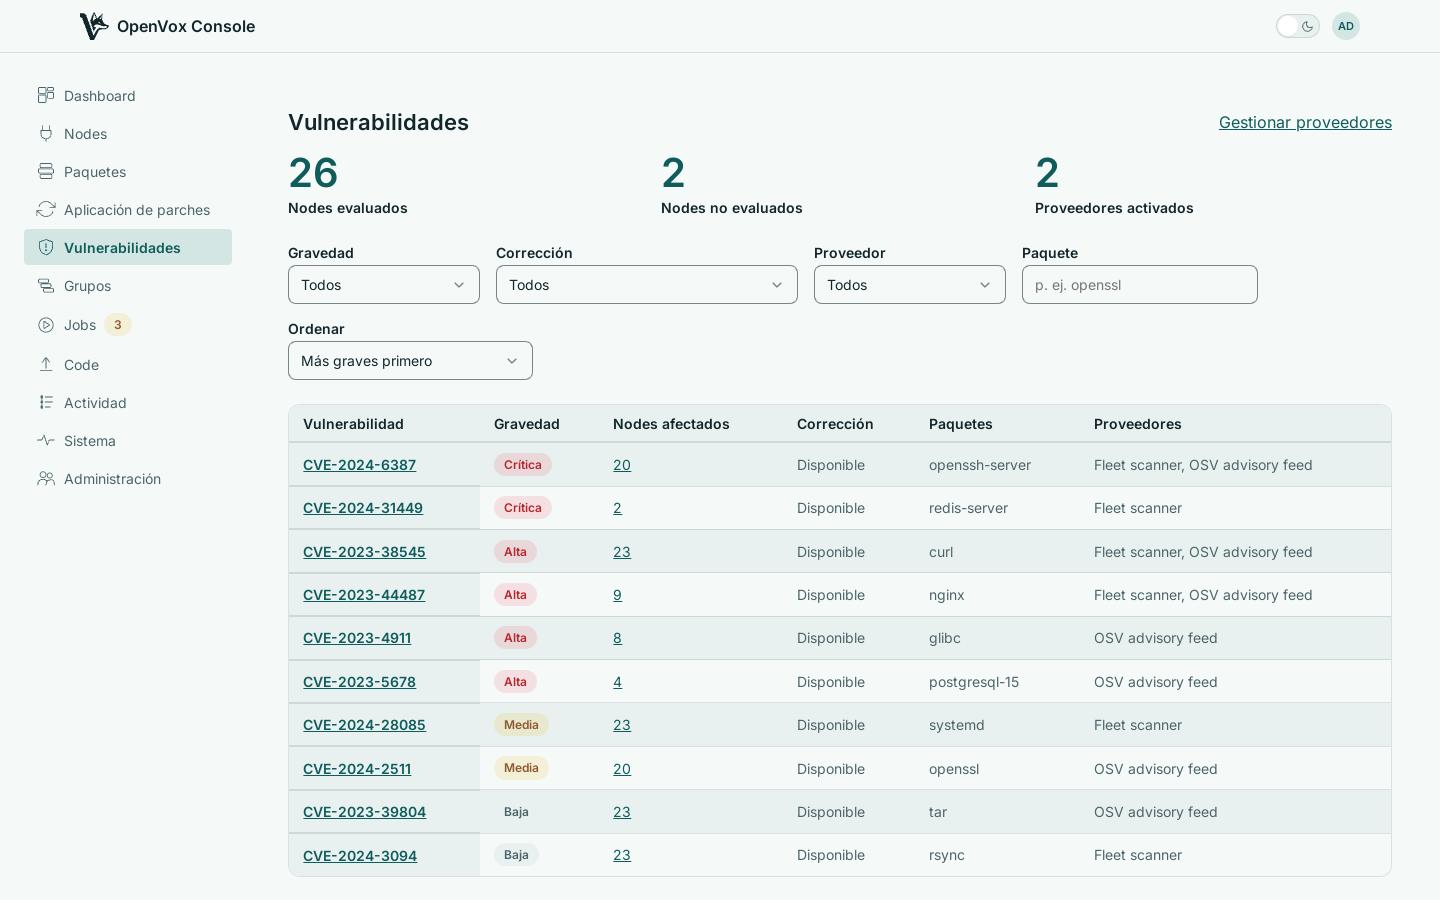 OpenVox Console
AD
Dashboard
Nodes
Paquetes
Aplicación de parches
Vulnerabilidades
Grupos
Jobs 3
Code
Actividad
Sistema
Administración
Vulnerabilidades
Gestionar proveedores
26 2 2
Nodes evaluados Nodes no evaluados Proveedores activados
Gravedad Corrección Proveedor Paquete
Todos Todos Todos p. ej. openssl
Ordenar
Más graves primero
Vulnerabilidad Gravedad Nodes afectados Corrección Paquetes Proveedores
CVE-2024-6387 Crítica 20 Disponible openssh-server Fleet scanner, OSV advisory feed
CVE-2024-31449 Crítica 2 Disponible redis-server Fleet scanner
CVE-2023-38545 Alta 23 Disponible curl Fleet scanner, OSV advisory feed
CVE-2023-44487 Alta 9 Disponible nginx Fleet scanner, OSV advisory feed
CVE-2023-4911 Alta 8 Disponible glibc OSV advisory feed
CVE-2023-5678 Alta 4 Disponible postgresql-15 OSV advisory feed
CVE-2024-28085 Media 23 Disponible systemd Fleet scanner
CVE-2024-2511 Media 20 Disponible openssl OSV advisory feed
CVE-2023-39804 Baja 23 Disponible tar OSV advisory feed
CVE-2024-3094 Baja 23 Disponible rsync Fleet scanner